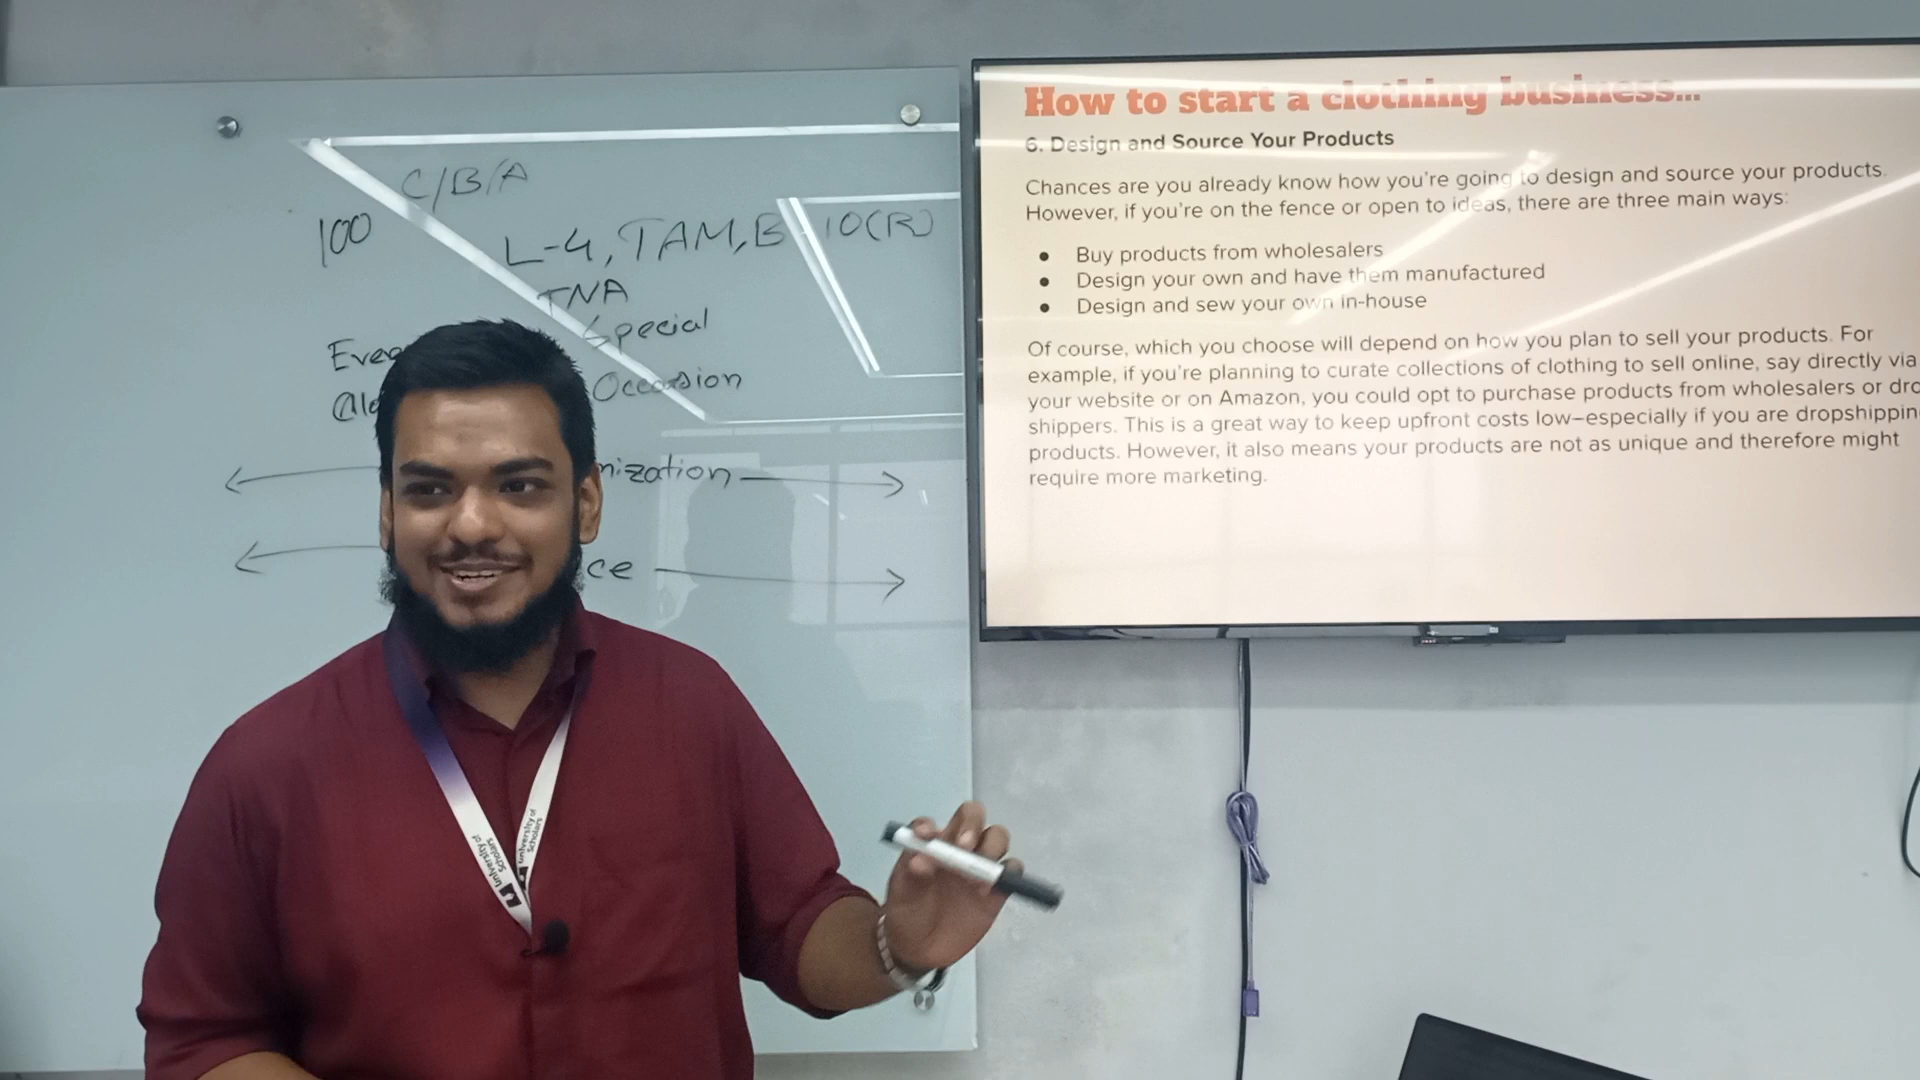 C/B/A
100
L-4, TAM, B 10(R)
TNA
Special
Occasion
nization
ce
How to start a clothing business...
6. Design and Source Your Products
Chances are you already know how you're going to design and source your products.
However, if you're on the fence or open to ideas, there are three main ways:
• Buy products from wholesalers
• Design your own and have them manufactured
• Design and sew your own in-house
Of course, which you choose will depend on how you plan to sell your products. For
example, if you're planning to curate collections of clothing to sell online, say directly via
your website or on Amazon, you could opt to purchase products from wholesalers or dro
shippers. This is a great way to keep upfront costs low—especially if you are dropshippin
products. However, it also means your products are not as unique and therefore might
require more marketing.
University of
Scholars
University of
Scholars